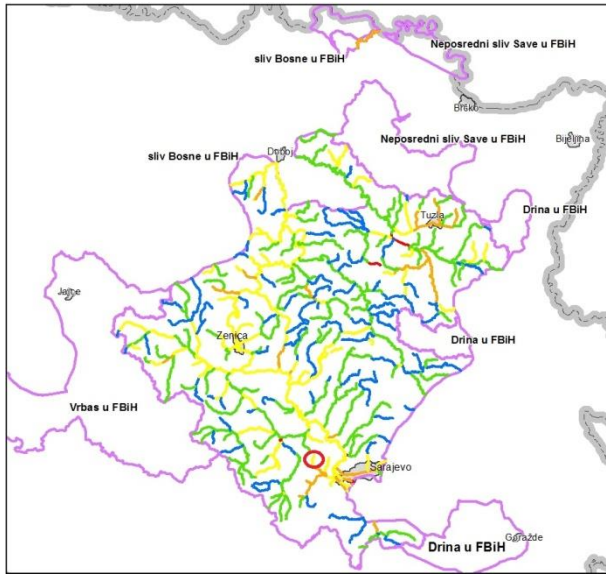 Neposredni sliv Save u FBiH
sliv Bosne u FBiH
Brčko
Neposredni sliv Save u FBiH
Bijeljina
Doboj
sliv Bosne u FBiH
Tuzla
Drina u FBiH
Jajce
Zenica
Drina u FBiH
Vrbas u FBiH
Sarajevo
Goražde
Drina u FBiH